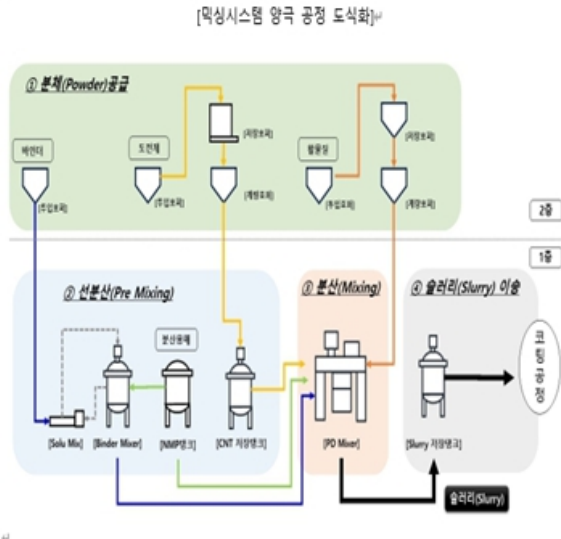 [믹싱시스템 양극 공정 도식화]
① 분체(Powder)공급
바인더
[주입호퍼]
도전재
[주입호퍼]
[저장호퍼]
[계량호퍼]
활물질
[투입호퍼]
[저장호퍼]
[계량호퍼]
2층
1층
② 선분산(Pre Mixing)
분산용매
[Solu Mix]
[Binder Mixer]
[NMP탱크]
[CNT 저장탱크]
③ 분산(Mixing)
[PD Mixer]
④ 슬러리(Slurry) 이송
[Slurry 저장탱크]
슬러리(Slurry)
코팅공정